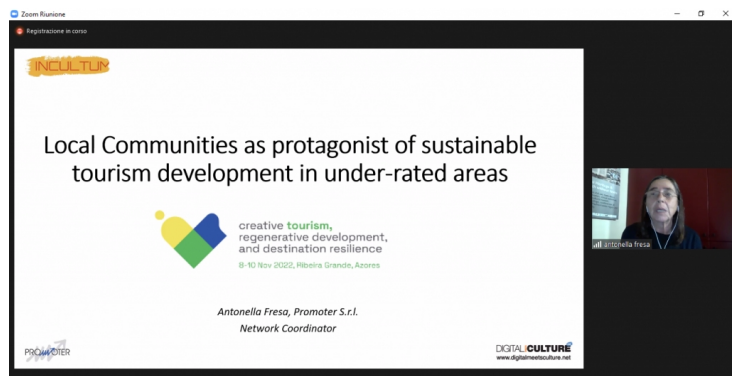 Zoom Riunione
Registrazione in corso
INCULTUM
Local Communities as protagonist of sustainable
tourism development in under-rated areas
creative tourism,
regenerative development,
and destination resilience
8-10 Nov 2022, Ribeira Grande, Azores
antonella fresa
Antonella Fresa, Promoter S.r.l.
Network Coordinator
PROMOTER
DIGITALMEETSCULTURE
www.digitalmeetsculture.net